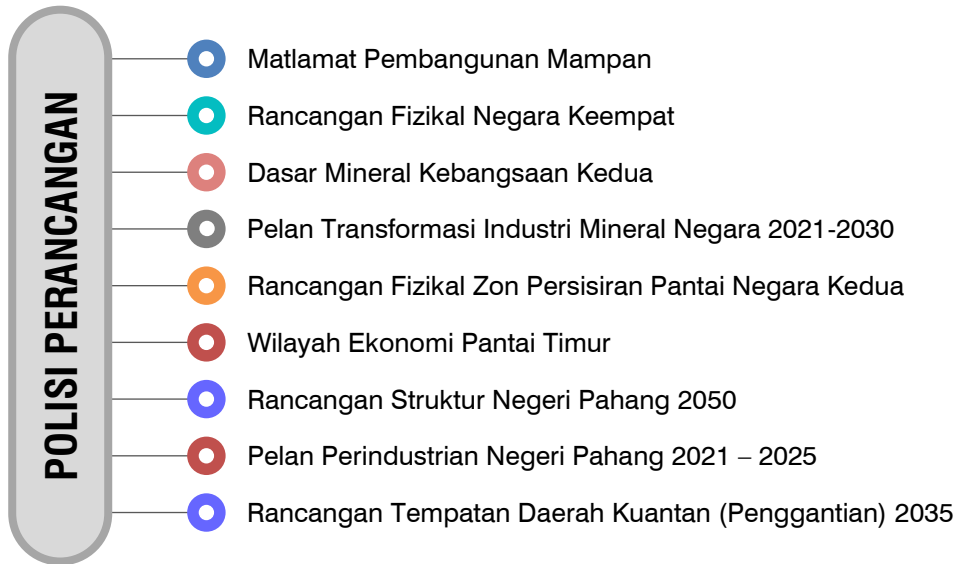 POLISI PERANCANGAN
Matlamat Pembangunan Mampan
Rancangan Fizikal Negara Keempat
Dasar Mineral Kebangsaan Kedua
Pelan Transformasi Industri Mineral Negara 2021-2030
Rancangan Fizikal Zon Persisiran Pantai Negara Kedua
Wilayah Ekonomi Pantai Timur
Rancangan Struktur Negeri Pahang 2050
Pelan Perindustrian Negeri Pahang 2021 – 2025
Rancangan Tempatan Daerah Kuantan (Penggantian) 2035